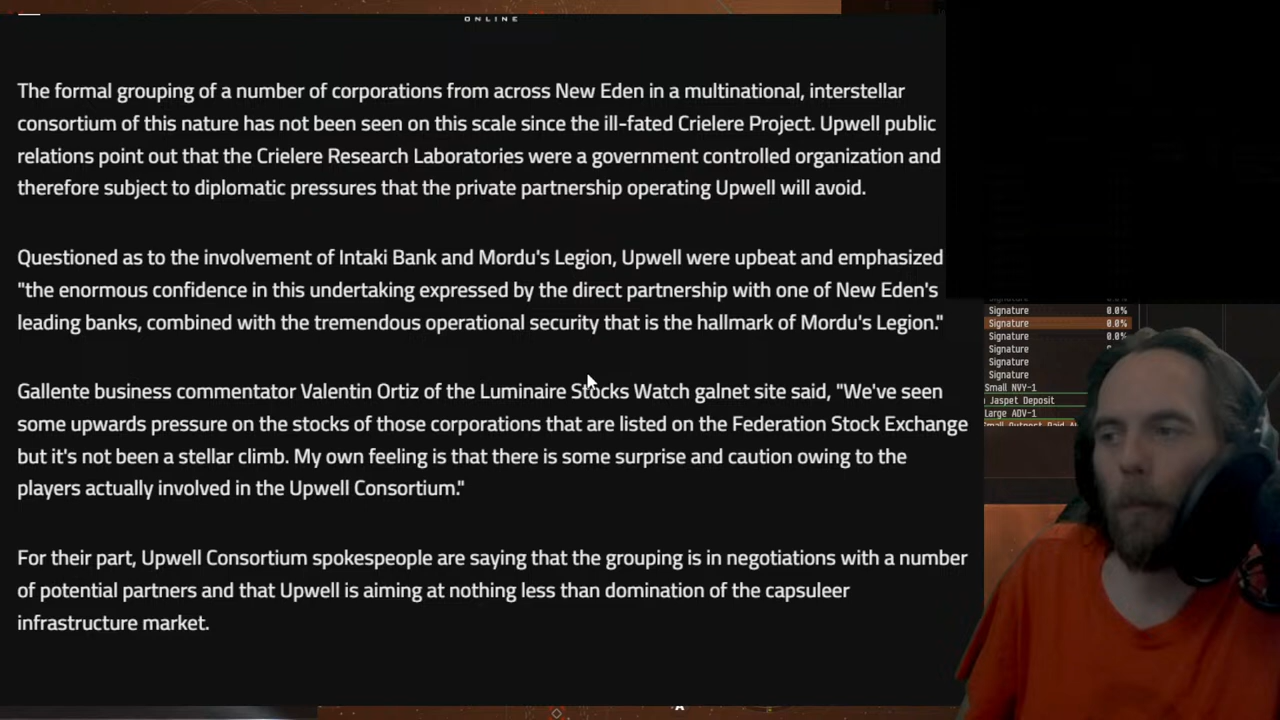 ONLINE
The formal grouping of a number of corporations from across New Eden in a multinational, interstellar
consortium of this nature has not been seen on this scale since the ill-fated Crielere Project. Upwell public
relations point out that the Crielere Research Laboratories were a government controlled organization and
therefore subject to diplomatic pressures that the private partnership operating Upwell will avoid.
Questioned as to the involvement of Intaki Bank and Mordu's Legion, Upwell were upbeat and emphasized
"the enormous confidence in this undertaking expressed by the direct partnership with one of New Eden's
leading banks, combined with the tremendous operational security that is the hallmark of Mordu's Legion."
Gallente business commentator Valentin Ortiz of the Luminaire Stocks Watch galnet site said, "We've seen
some upwards pressure on the stocks of those corporations that are listed on the Federation Stock Exchange
but it's not been a stellar climb. My own feeling is that there is some surprise and caution owing to the
players actually involved in the Upwell Consortium."
For their part, Upwell Consortium spokespeople are saying that the grouping is in negotiations with a number
of potential partners and that Upwell is aiming at nothing less than domination of the capsuleer
infrastructure market.
Signature 0.0%
Signature 0.0%
Signature 0.0%
Signature
Signature
Signature
Small NVY-1
Jaspet Deposit
Large ADV-1
Small Outpost Raid